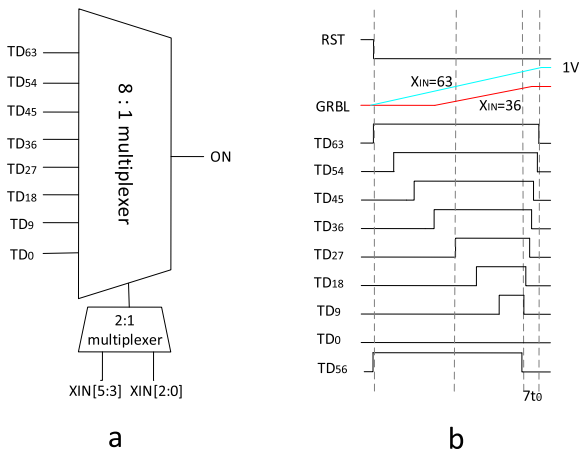 TD63
TD54
TD45
TD36
TD27
TD18
TD9
TD0
8 : 1 multiplexer
ON
2:1
multiplexer
XIN[5:3]
XIN[2:0]
a
RST
1V
XIN=63
GRBL
XIN=36
TD63
TD54
TD45
TD36
TD27
TD18
TD9
TD0
TD56
7t0
b